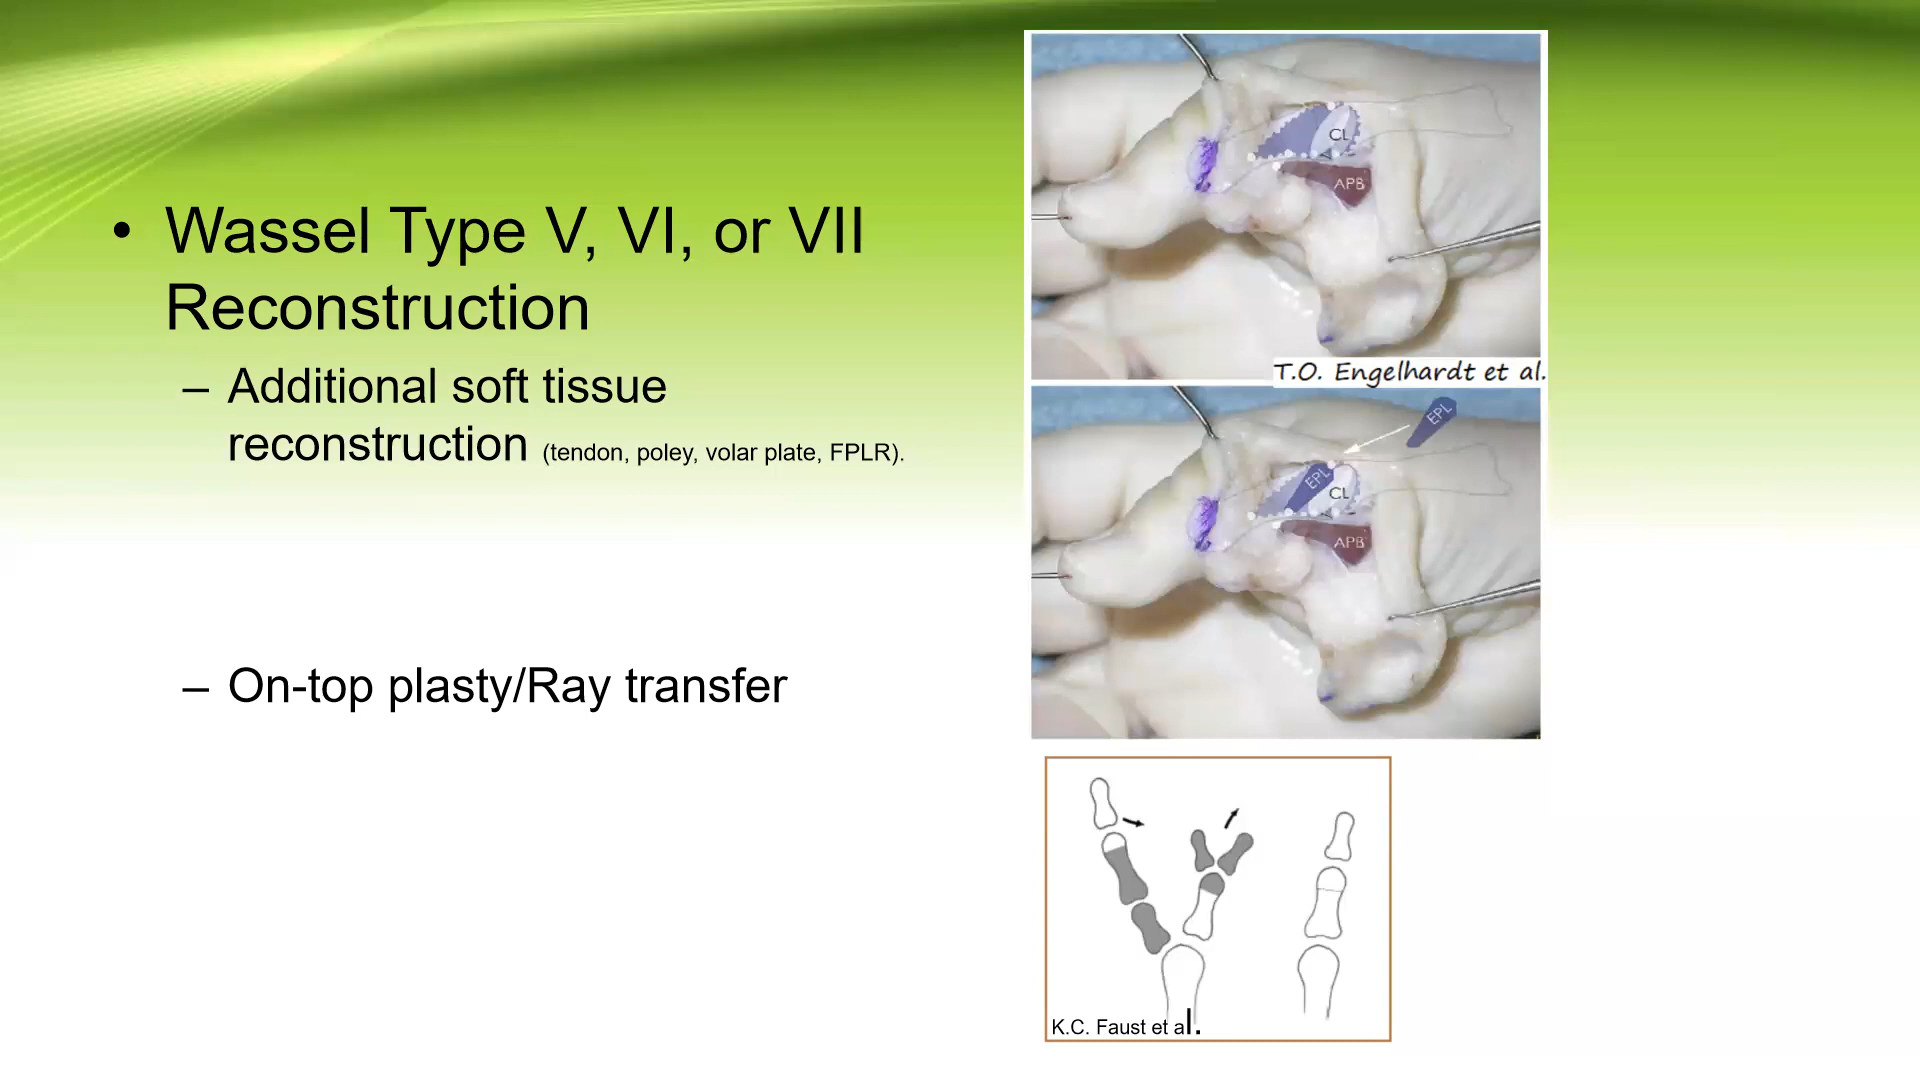 • Wassel Type V, VI, or VII
Reconstruction
– Additional soft tissue
reconstruction (tendon, poley, volar plate, FPLR).
– On-top plasty/Ray transfer
CL
APB
T.O. Engelhardt et al.
EPL
EPL
CL
APB
K.C. Faust et al.